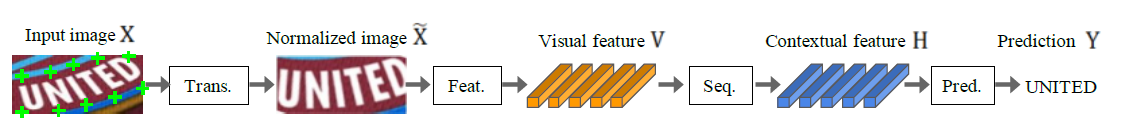 Input image X
Normalized image X̃
Visual feature V
Contextual feature H
Prediction Y
UNITED
Trans.
UNITED
Feat.
Seq.
Pred.
UNITED